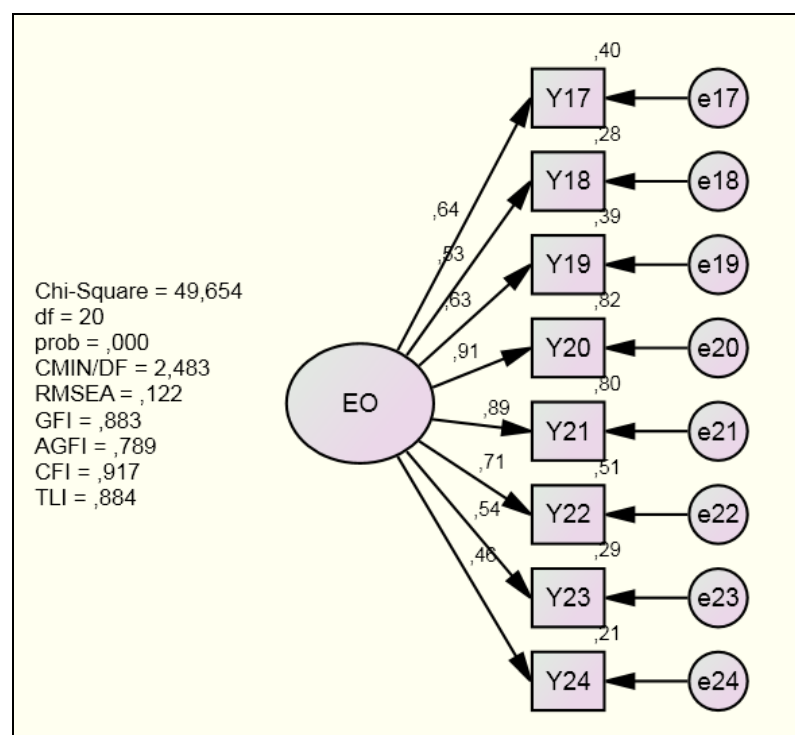 ,40
Y17
e17
,28
Y18
e18
,39
,64
Y19
e19
,53
Chi-Square = 49,654
,63
,82
df = 20
Y20
e20
prob = ,000
,91
CMIN/DF = 2,483
,80
RMSEA = ,122
EO
,89
Y21
e21
GFI = ,883
AGFI = ,789
,71
,51
CFI = ,917
TLI = ,884
,54
Y22
e22
,46
,29
Y23
e23
,21
Y24
e24